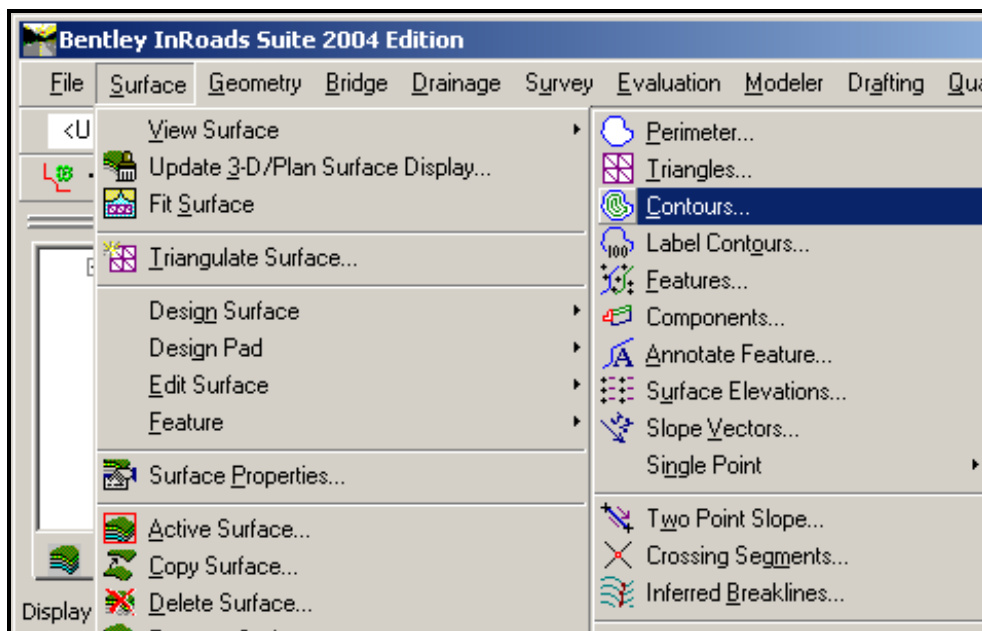 Bentley InRoads Suite 2004 Edition
File Surface Geometry Bridge Drainage Survey Evaluation Modeler Drafting Qua
<U
View Surface
Update 3-D/Plan Surface Display...
Fit Surface
Triangulate Surface...
Design Surface
Design Pad
Edit Surface
Feature
Surface Properties...
Active Surface...
Copy Surface...
Delete Surface...
Perimeter...
Triangles...
Contours...
100
Label Contours...
Features...
Components...
A
Annotate Feature...
Surface Elevations...
Slope Vectors...
Single Point
Two Point Slope...
Crossing Segments...
Inferred Breaklines...
Display